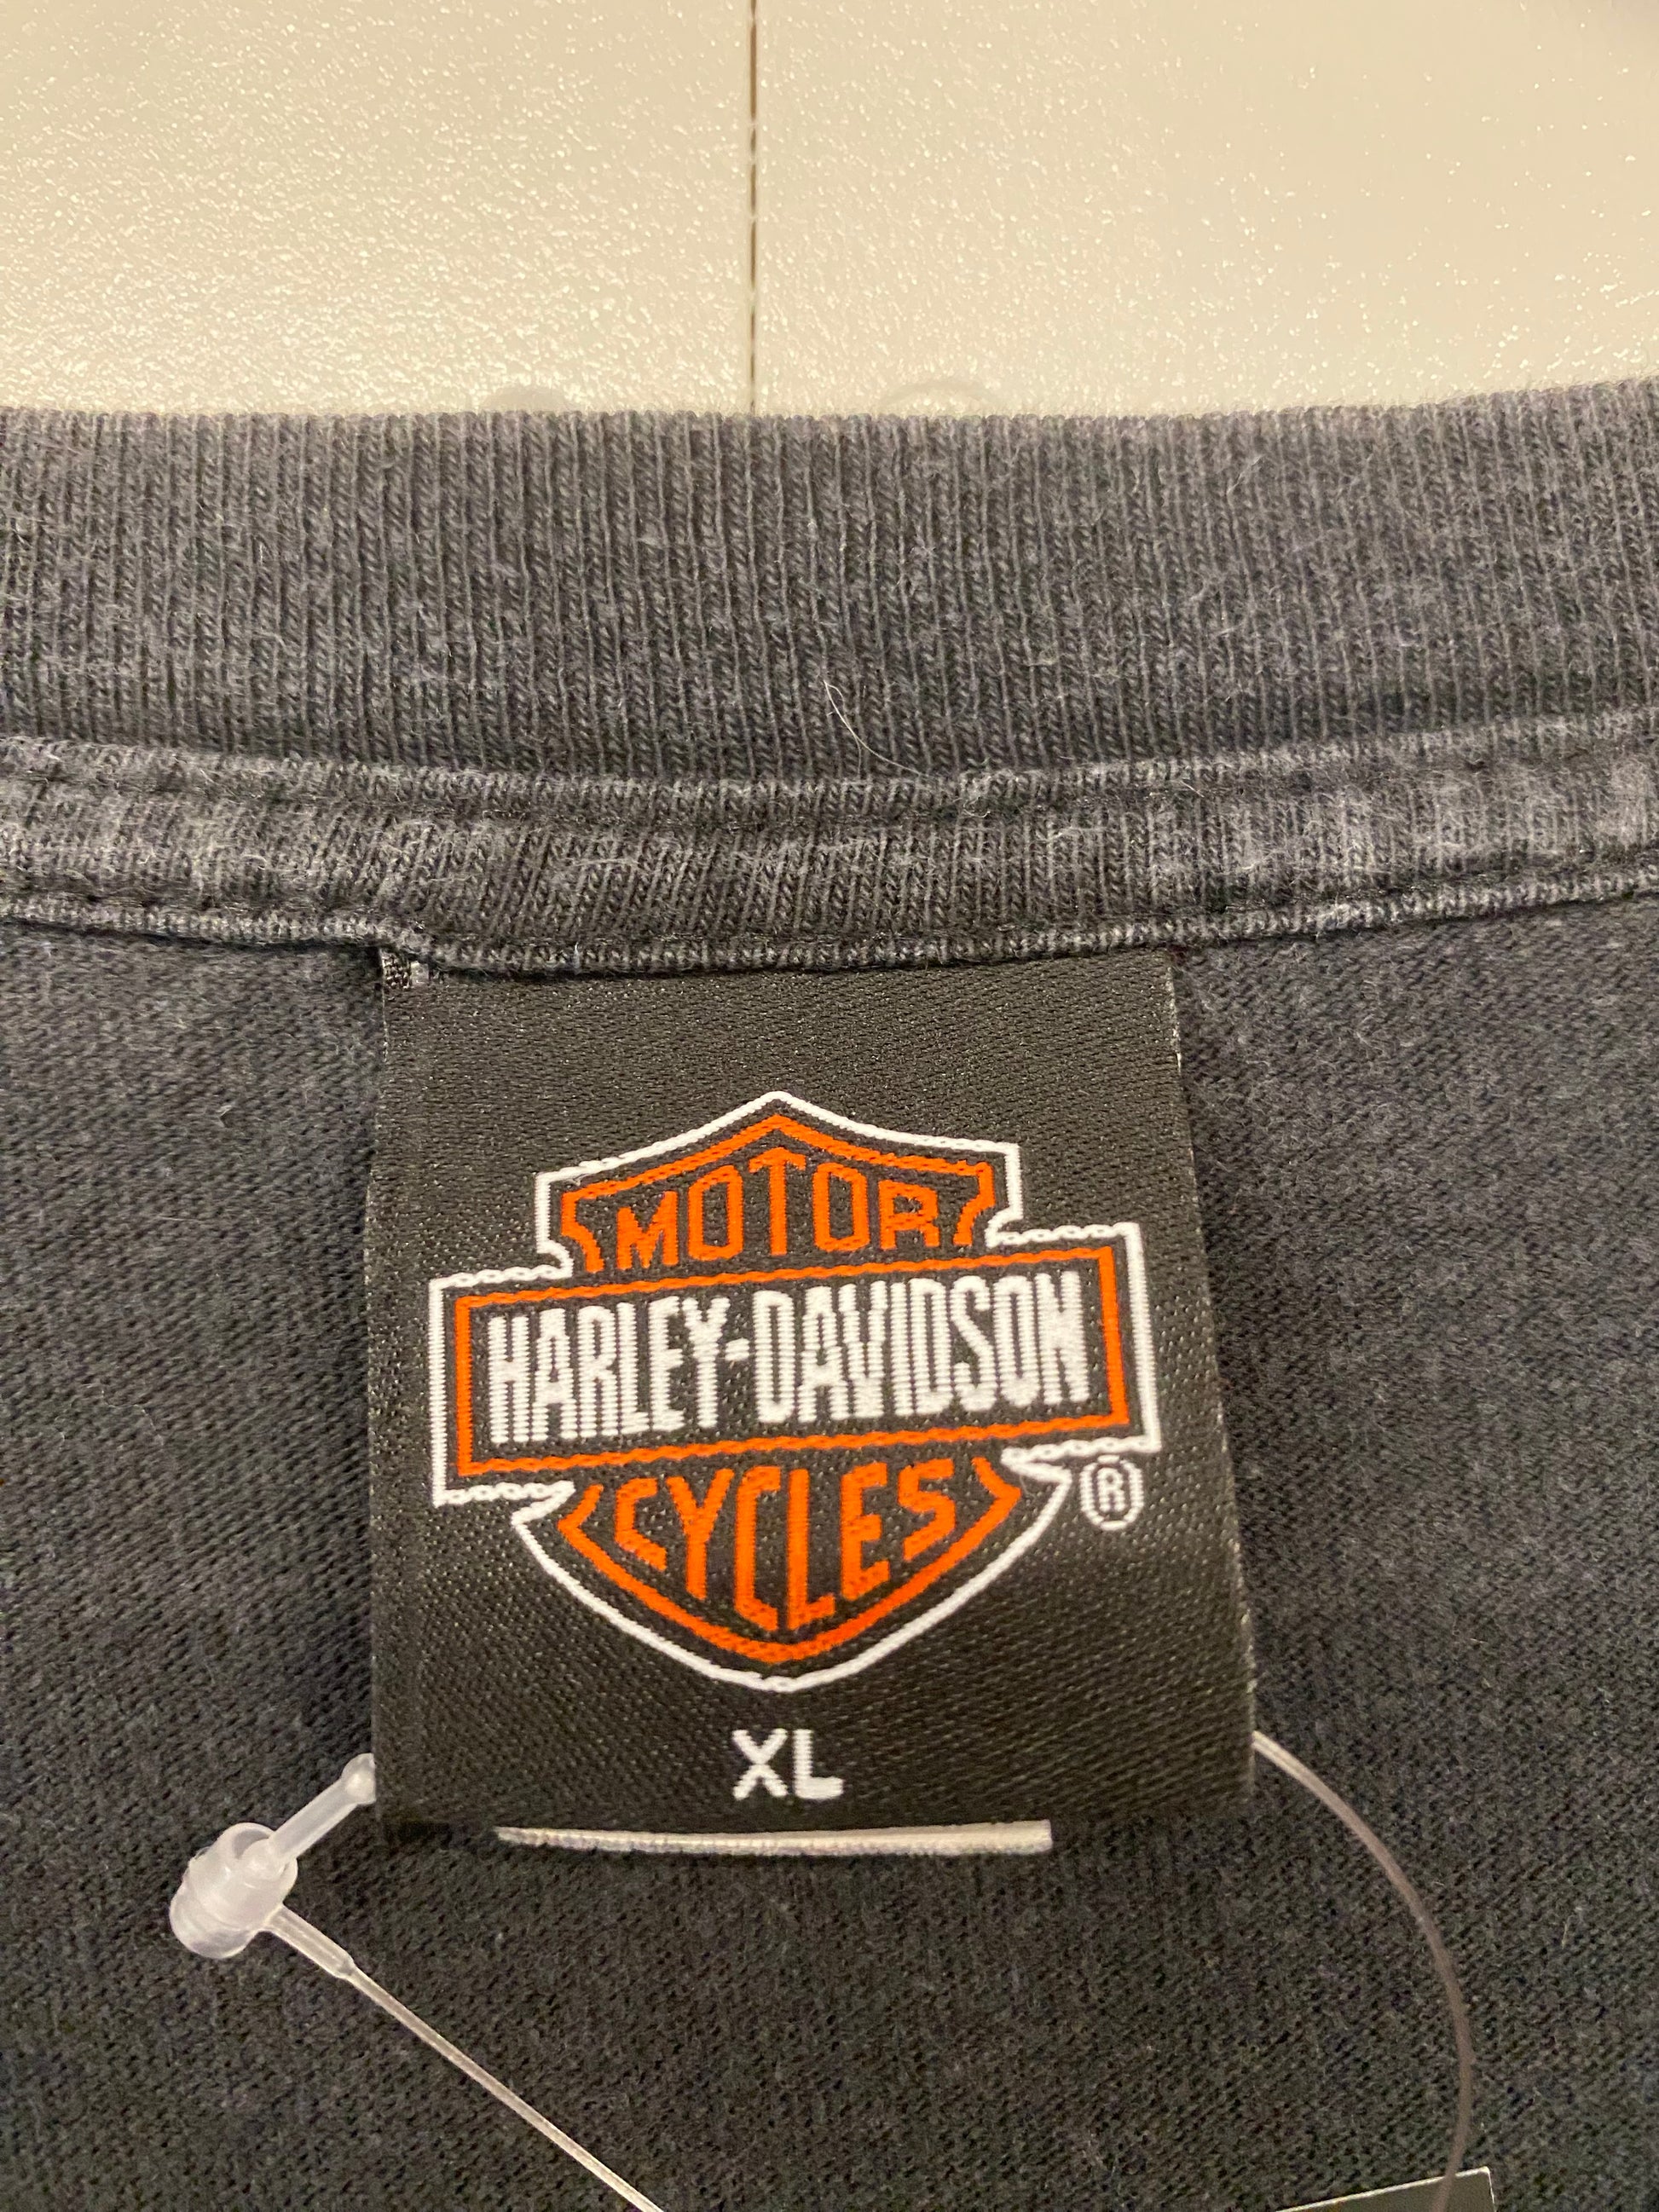 MOTOR
HARLEY-DAVIDSON
CYCLES
®
XL